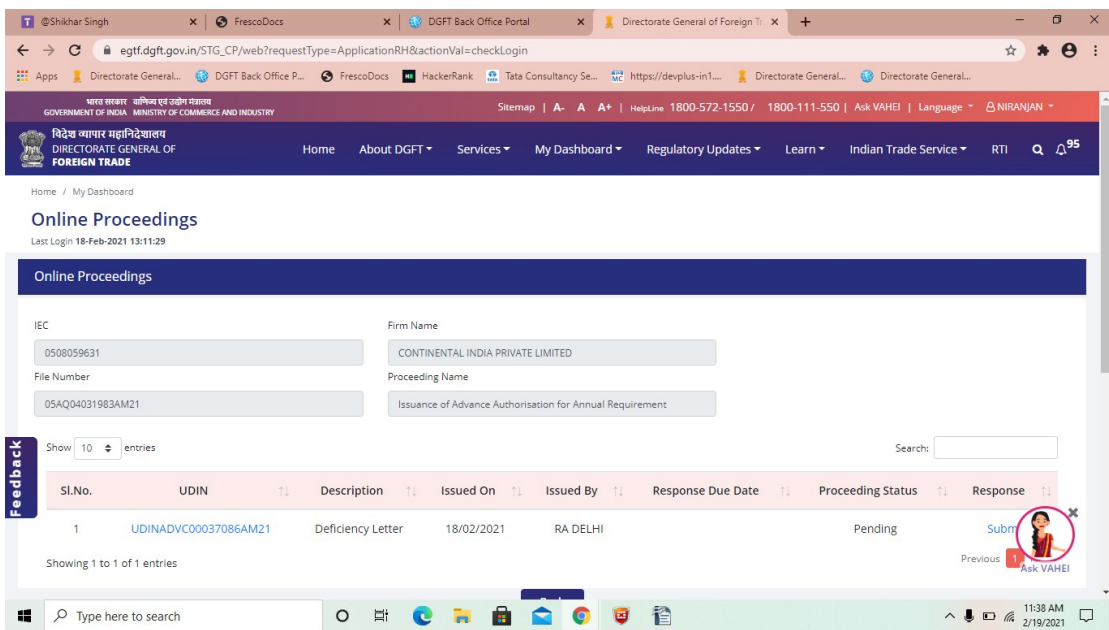 @Shikhar Singh
FrescoDocs
DGFT Back Office Portal
Directorate General of Foreign
egtf.dgft.gov.in/STG_CP/web?requestType=ApplicationRH&actionVal=checkLogin
Apps Directorate General... DGFT Back Office P... FrescoDocs HackerRank Tata Consultancy Se... https://devplus-in1.... Directorate General... Directorate General...
भारत सरकार वाणिज्य एवं उद्योग मंत्रालय
GOVERNMENT OF INDIA MINISTRY OF COMMERCE AND INDUSTRY
Sitemap | A- A A+ | HelpLine 1800-572-1550 / 1800-111-550 | Ask VAHEI | Language NIRANJAN
विदेश व्यापार महानिदेशालय
DIRECTORATE GENERAL OF
FOREIGN TRADE
Home About DGFT Services My Dashboard Regulatory Updates Learn Indian Trade Service RTI 95
Home / My Dashboard
Online Proceedings
Last Login 18-Feb-2021 13:11:29
Online Proceedings
IEC Firm Name
0508059631 CONTINENTAL INDIA PRIVATE LIMITED
File Number Proceeding Name
05AQ04031983AM21 Issuance of Advance Authorisation for Annual Requirement
Show 10 entries Search:
Sl.No. UDIN Description Issued On Issued By Response Due Date Proceeding Status Response
1 UDINADVC00037086AM21 Deficiency Letter 18/02/2021 RA DELHI Pending Subm
Showing 1 to 1 of 1 entries Previous 1
Ask VAHEI
Feedback
Type here to search
11:38 AM
2/19/2021